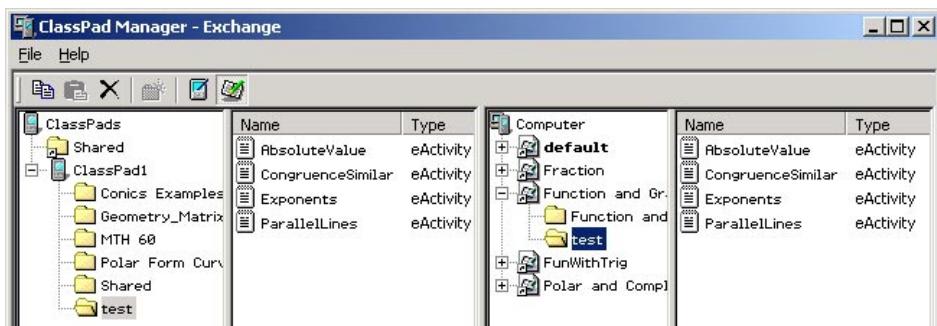 ClassPad Manager - Exchange
File Help
ClassPads
Shared
ClassPad1
Conics Examples
Geometry_Matrix
MTH 60
Polar Form Curv
Shared
test
Name Type
AbsoluteValue eActivity
CongruenceSimilar eActivity
Exponents eActivity
ParallelLines eActivity
Computer
default
Fraction
Function and Gr
Function and
test
FunWithTrig
Polar and Compl
Name Type
AbsoluteValue eActivity
CongruenceSimilar eActivity
Exponents eActivity
ParallelLines eActivity